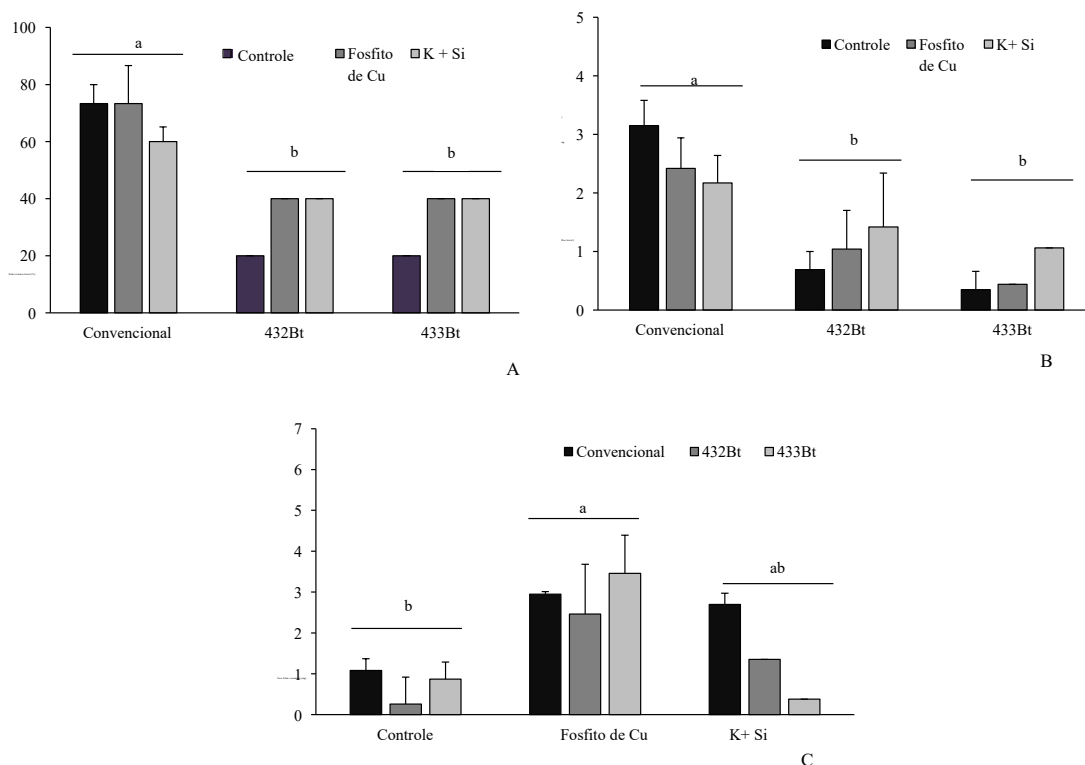 100
80
60
40
20
0
a
b
b
Controle
Fosfito
de Cu
K + Si
Convencional
432Bt
433Bt
A
5
4
3
2
1
0
Controle
Fosfito
de Cu
K+ Si
a
b
b
Convencional
432Bt
433Bt
B
7
6
5
4
3
2
1
0
Convencional
432Bt
433Bt
b
a
ab
Controle
Fosfito de Cu
K+ Si
C